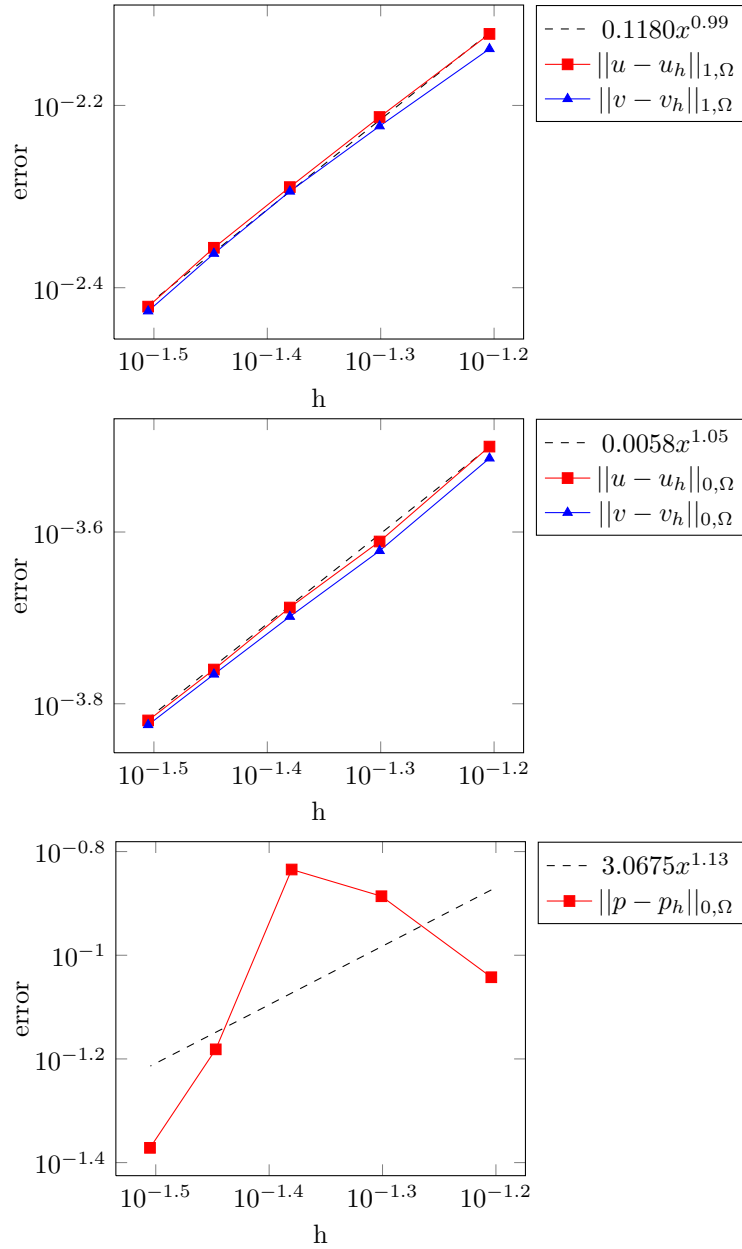 0.1180x^{0.99}
||u − u_h||_{1,Ω}
||v − v_h||_{1,Ω}
10^{−2.2}
error
10^{−2.4}
10^{−1.5} 10^{−1.4} 10^{−1.3} 10^{−1.2}
h
0.0058x^{1.05}
||u − u_h||_{0,Ω}
||v − v_h||_{0,Ω}
10^{−3.6}
error
10^{−3.8}
10^{−1.5} 10^{−1.4} 10^{−1.3} 10^{−1.2}
h
10^{−0.8}
3.0675x^{1.13}
||p − p_h||_{0,Ω}
10^{−1}
error
10^{−1.2}
10^{−1.4}
10^{−1.5} 10^{−1.4} 10^{−1.3} 10^{−1.2}
h